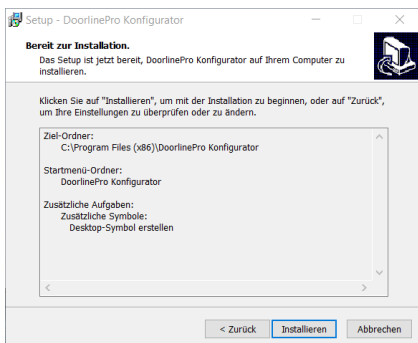 Setup - DoorlinePro Konfigurator
Bereit zur Installation.
Das Setup ist jetzt bereit, DoorlinePro Konfigurator auf Ihrem Computer zu
installieren.
Klicken Sie auf "Installieren", um mit der Installation zu beginnen, oder auf "Zurück",
um Ihre Einstellungen zu überprüfen oder zu ändern.
Ziel-Ordner:
C:\Program Files (x86)\DoorlinePro Konfigurator
Startmenü-Ordner:
DoorlinePro Konfigurator
Zusätzliche Aufgaben:
Zusätzliche Symbole:
Desktop-Symbol erstellen
< Zurück
Installieren
Abbrechen